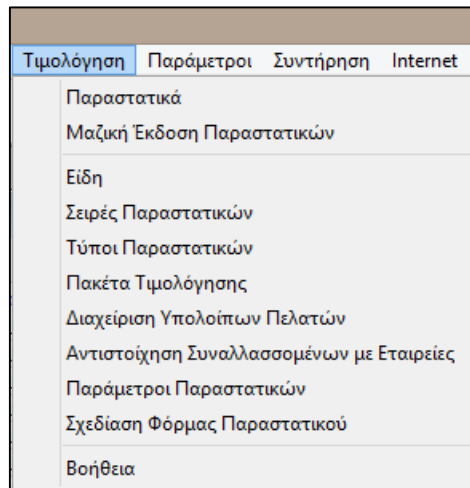 Τιμολόγηση Παράμετροι Συντήρηση Internet
Παραστατικά
Μαζική Έκδοση Παραστατικών
Είδη
Σειρές Παραστατικών
Τύποι Παραστατικών
Πακέτα Τιμολόγησης
Διαχείριση Υπολοίπων Πελατών
Αντιστοίχηση Συναλλασσομένων με Εταιρείες
Παράμετροι Παραστατικών
Σχεδίαση Φόρμας Παραστατικού
Βοήθεια